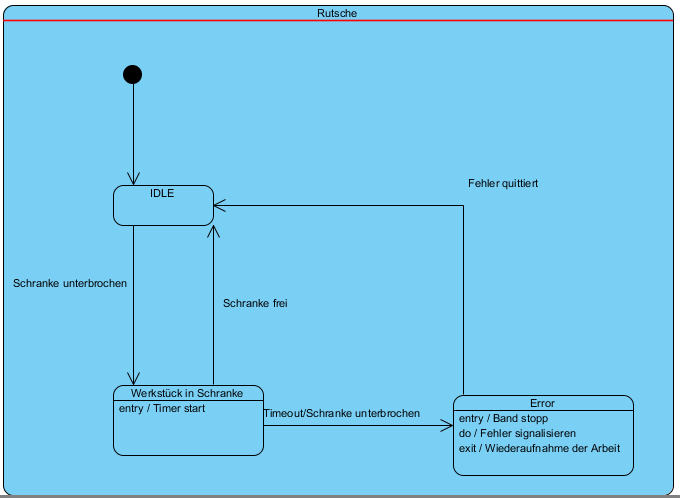 Rutsche
IDLE
Fehler quittiert
Schranke unterbrochen
Schranke frei
Werkstück in Schranke
entry / Timer start
Timeout/Schranke unterbrochen
Error
entry / Band stopp
do / Fehler signalisieren
exit / Wiederaufnahme der Arbeit